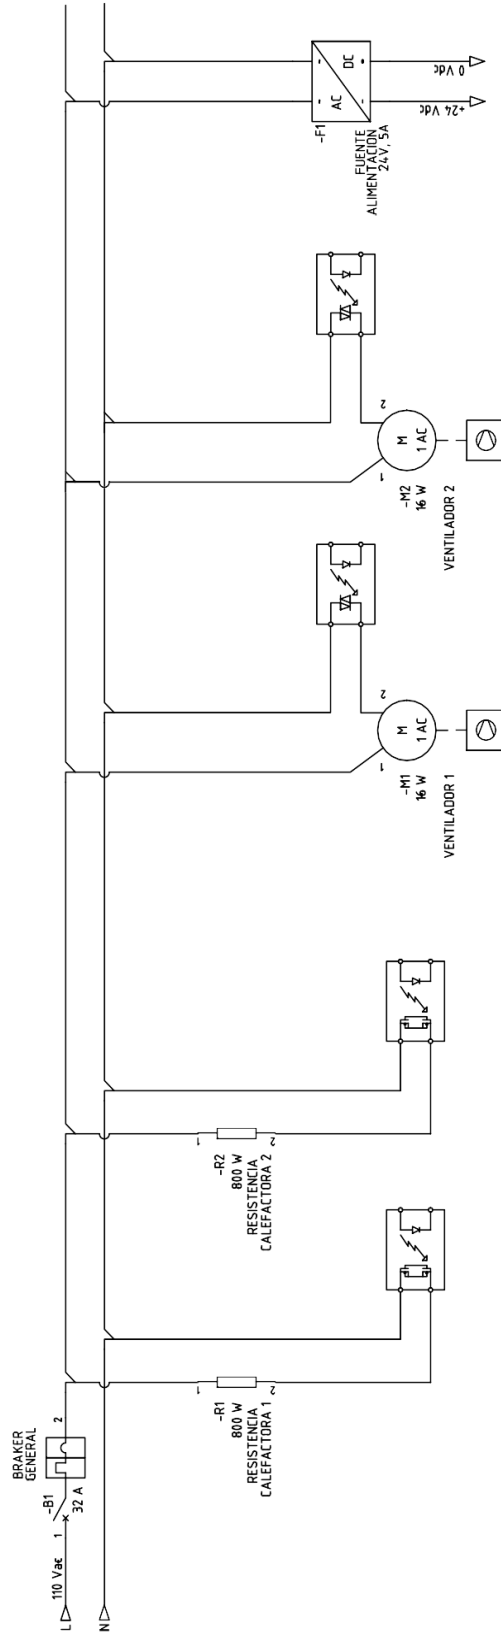 L
N
110 Vac
1
-B1
32 A
2
BRAKER
GENERAL
1
-R1
800 W
RESISTENCIA
CALEFACTORA 1
2
1
-R2
800 W
RESISTENCIA
CALEFACTORA 2
2
1
2
-M1
16 W
M
1 AC
VENTILADOR 1
1
2
-M2
16 W
M
1 AC
VENTILADOR 2
-F1
AC
DC
FUENTE
ALIMENTACION
24V, 5A
+24 Vdc
0 Vdc